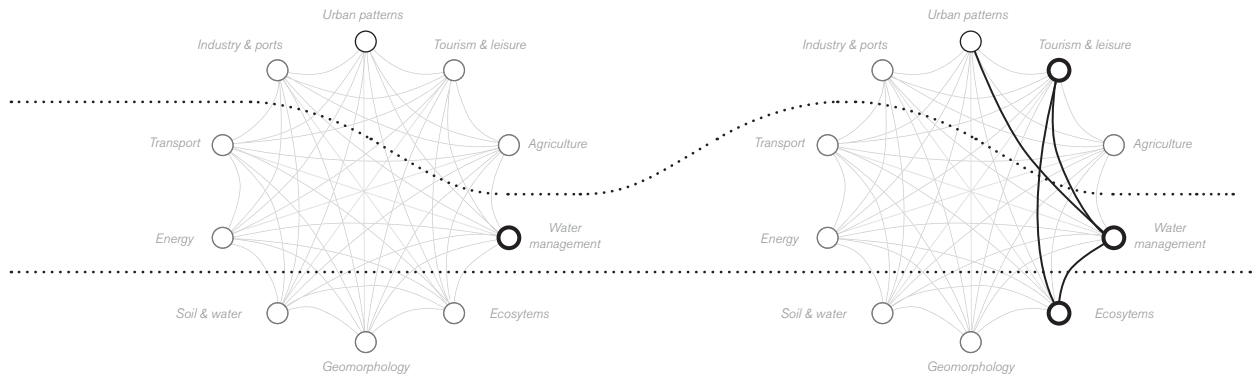 Urban patterns
Industry & ports
Tourism & leisure
Transport
Agriculture
Energy
Water
management
Soil & water
Ecosytems
Geomorphology
Urban patterns
Industry & ports
Tourism & leisure
Transport
Agriculture
Energy
Water
management
Soil & water
Ecosytems
Geomorphology